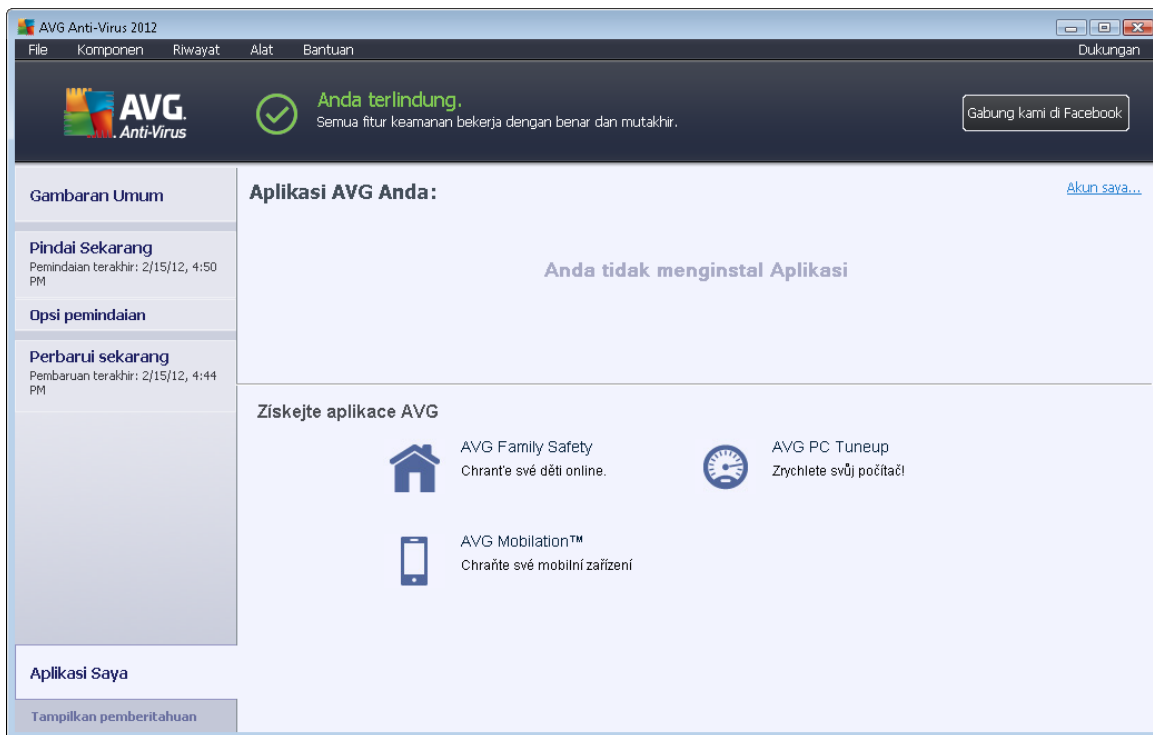 AVG Anti-Virus 2012
File Komponen Riwayat Alat Bantuan Dukungan
AVG.
Anti-Virus
Anda terlindung.
Semua fitur keamanan bekerja dengan benar dan mutakhir.
Gabung kami di Facebook
Gambaran Umum
Pindai Sekarang
Pemindaian terakhir: 2/15/12, 4:50
PM
Opsi pemindaian
Perbarui sekarang
Pembaruan terakhir: 2/15/12, 4:44
PM
Aplikasi Saya
Tampilkan pemberitahuan
Aplikasi AVG Anda:
Akun saya...
Anda tidak menginstal Aplikasi
Získejte aplikace AVG
AVG Family Safety
Chranťe své děti online.
AVG PC Tuneup
Zrychlete svůj počítač!
AVG Mobilation™
Chraňte své mobilní zařízení